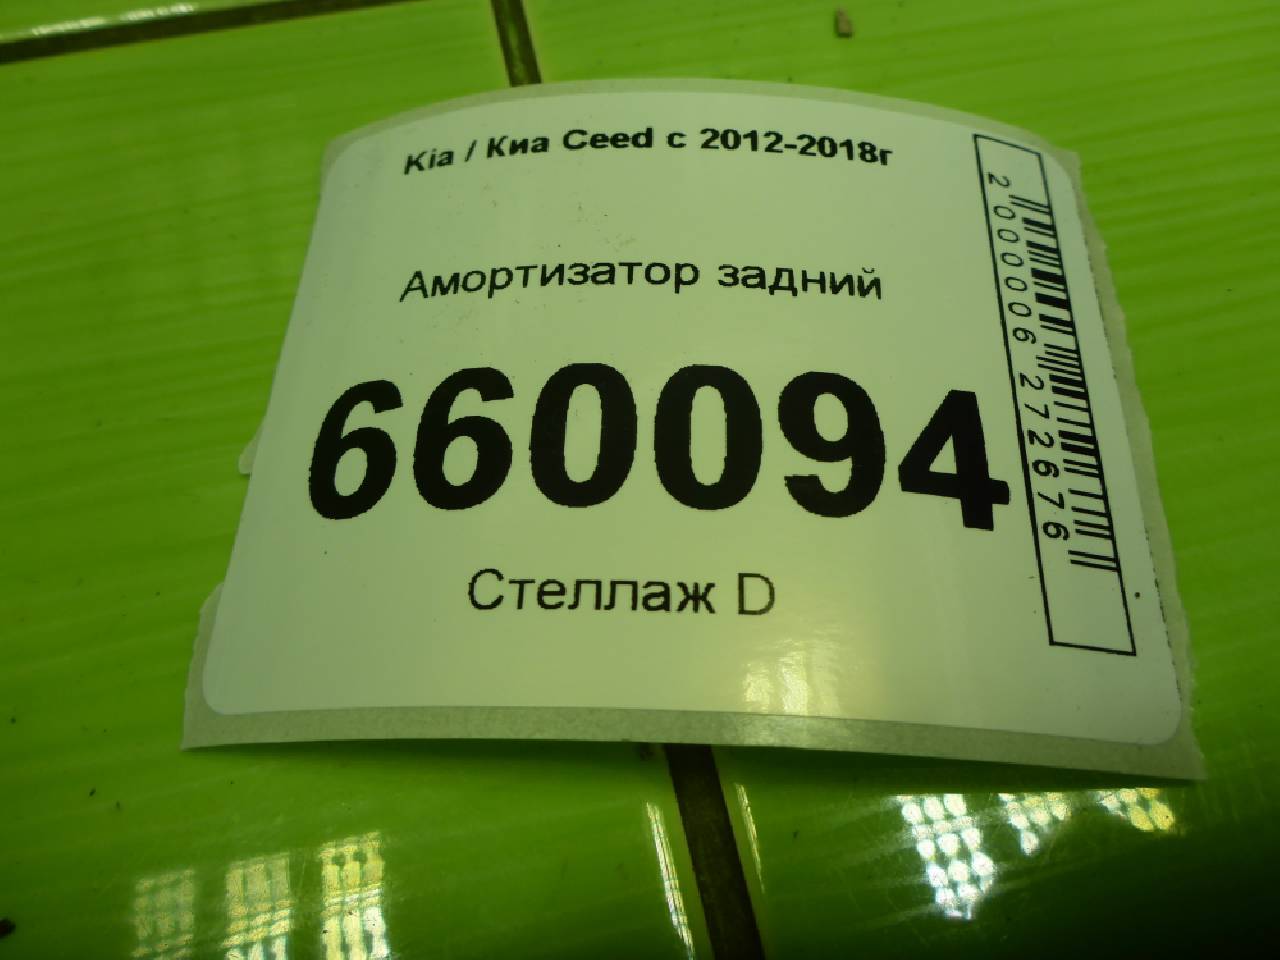 Kia / Киа Ceed с 2012-2018г
Амортизатор задний
660094
Стеллаж D
2000006272676